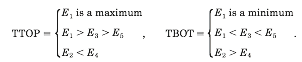 TTOP = { E₁ is a maximum
E₁ > E₃ > E₅
E₂ < E₄ ,
TBOT = { E₁ is a minimum
E₁ < E₃ < E₅
E₂ > E₄ .